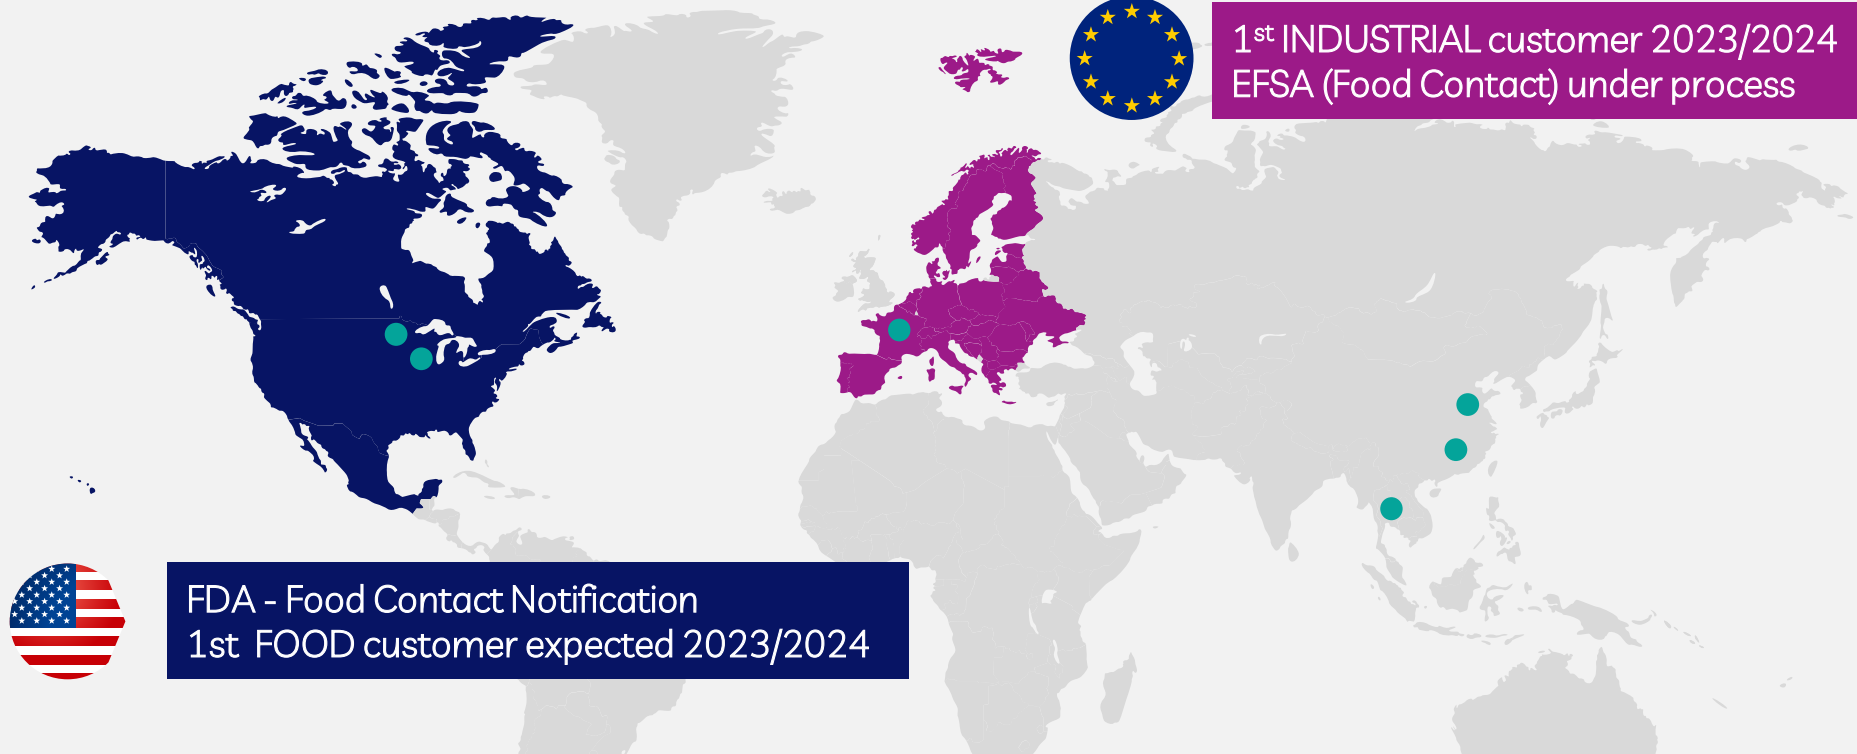 1st INDUSTRIAL customer 2023/2024
EFSA (Food Contact) under process
FDA - Food Contact Notification
1st FOOD customer expected 2023/2024